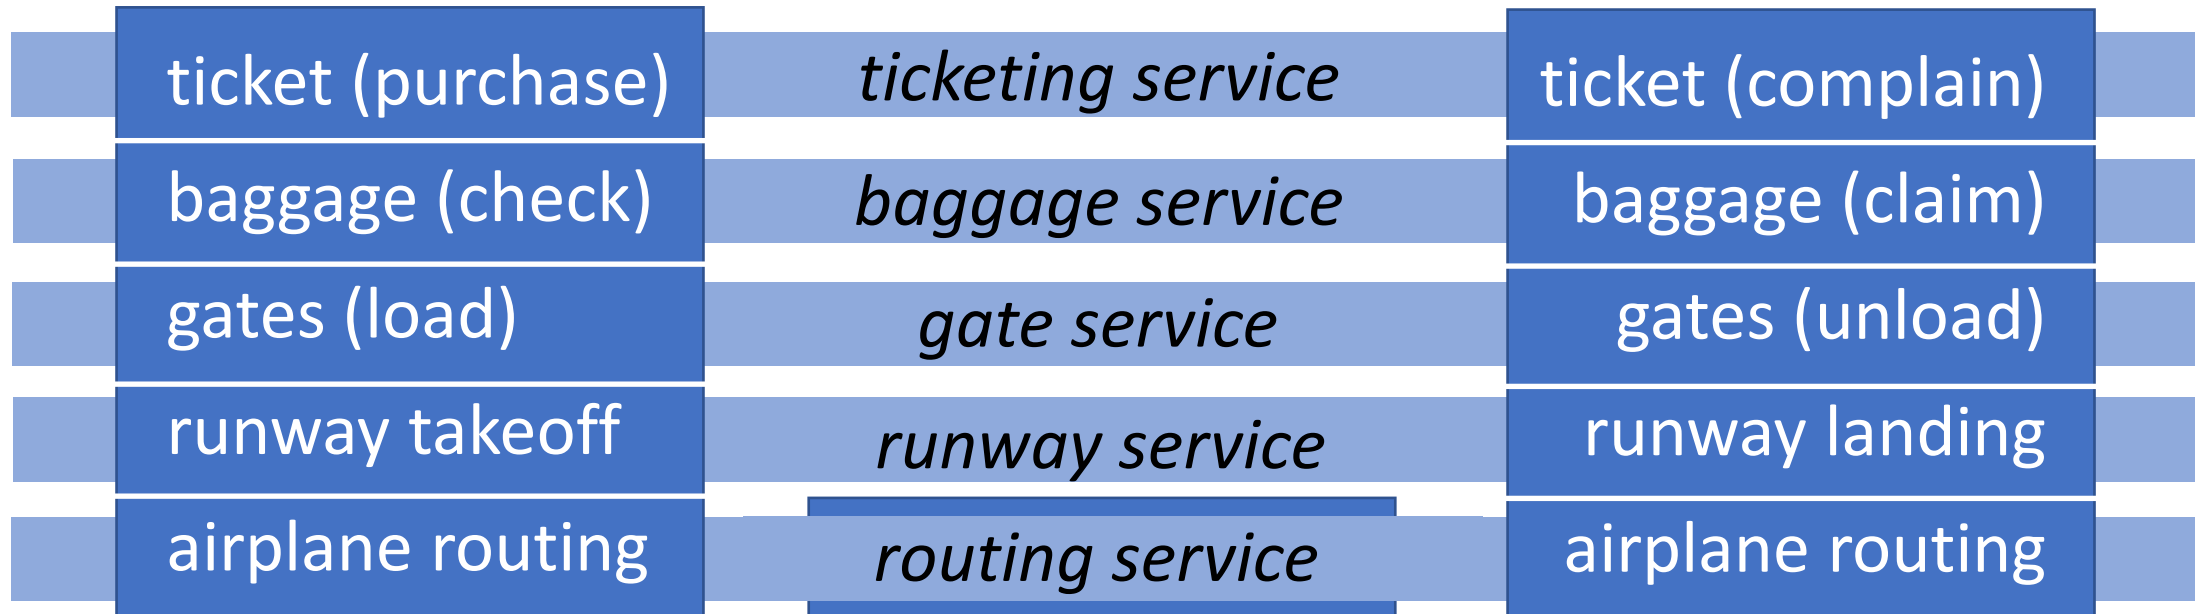 ticket (purchase) ticketing service ticket (complain)
baggage (check) baggage service baggage (claim)
gates (load) gate service gates (unload)
runway takeoff runway service runway landing
airplane routing routing service airplane routing